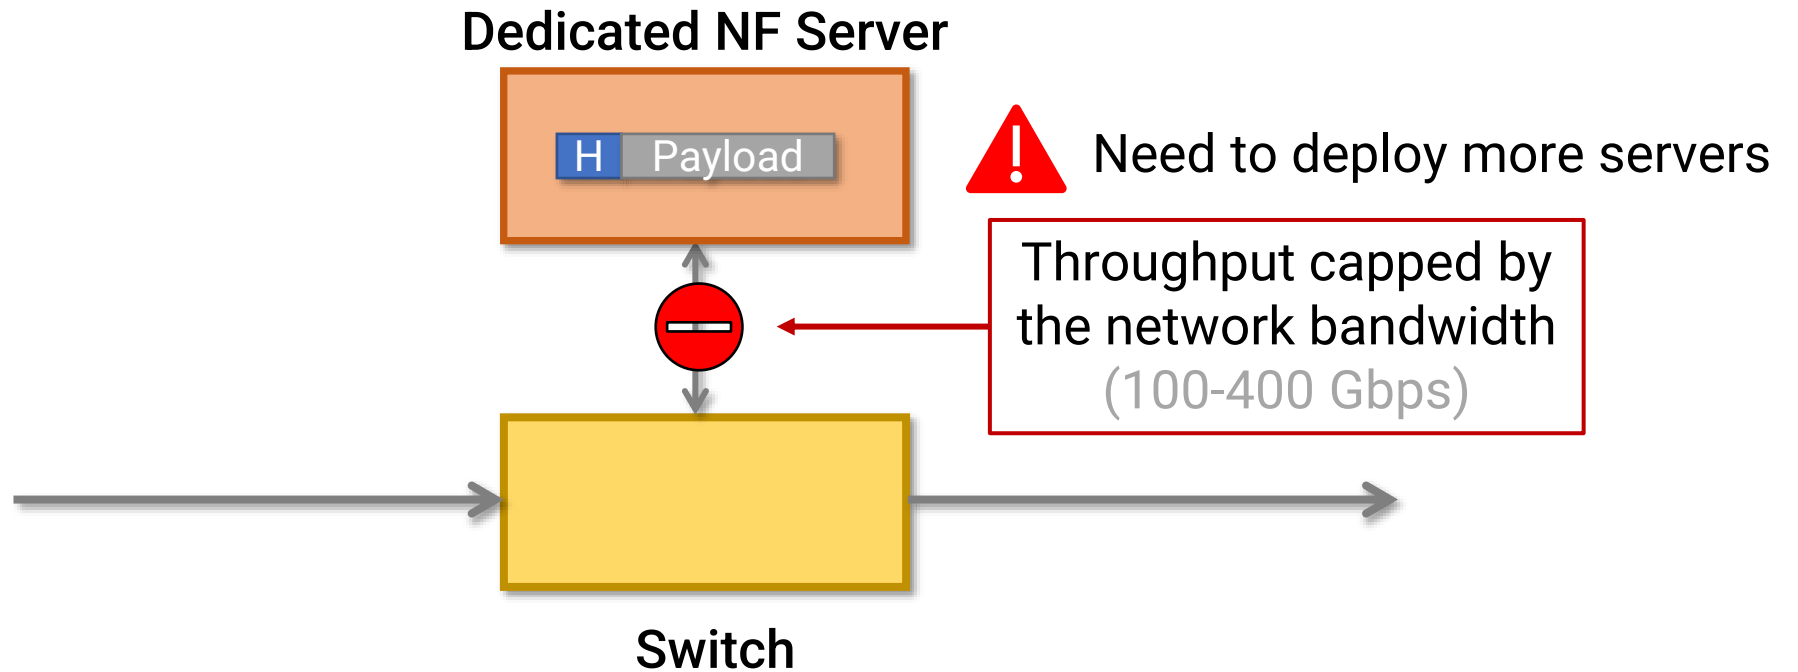 Dedicated NF Server
H Payload
Need to deploy more servers
Throughput capped by
the network bandwidth
(100-400 Gbps)
Switch